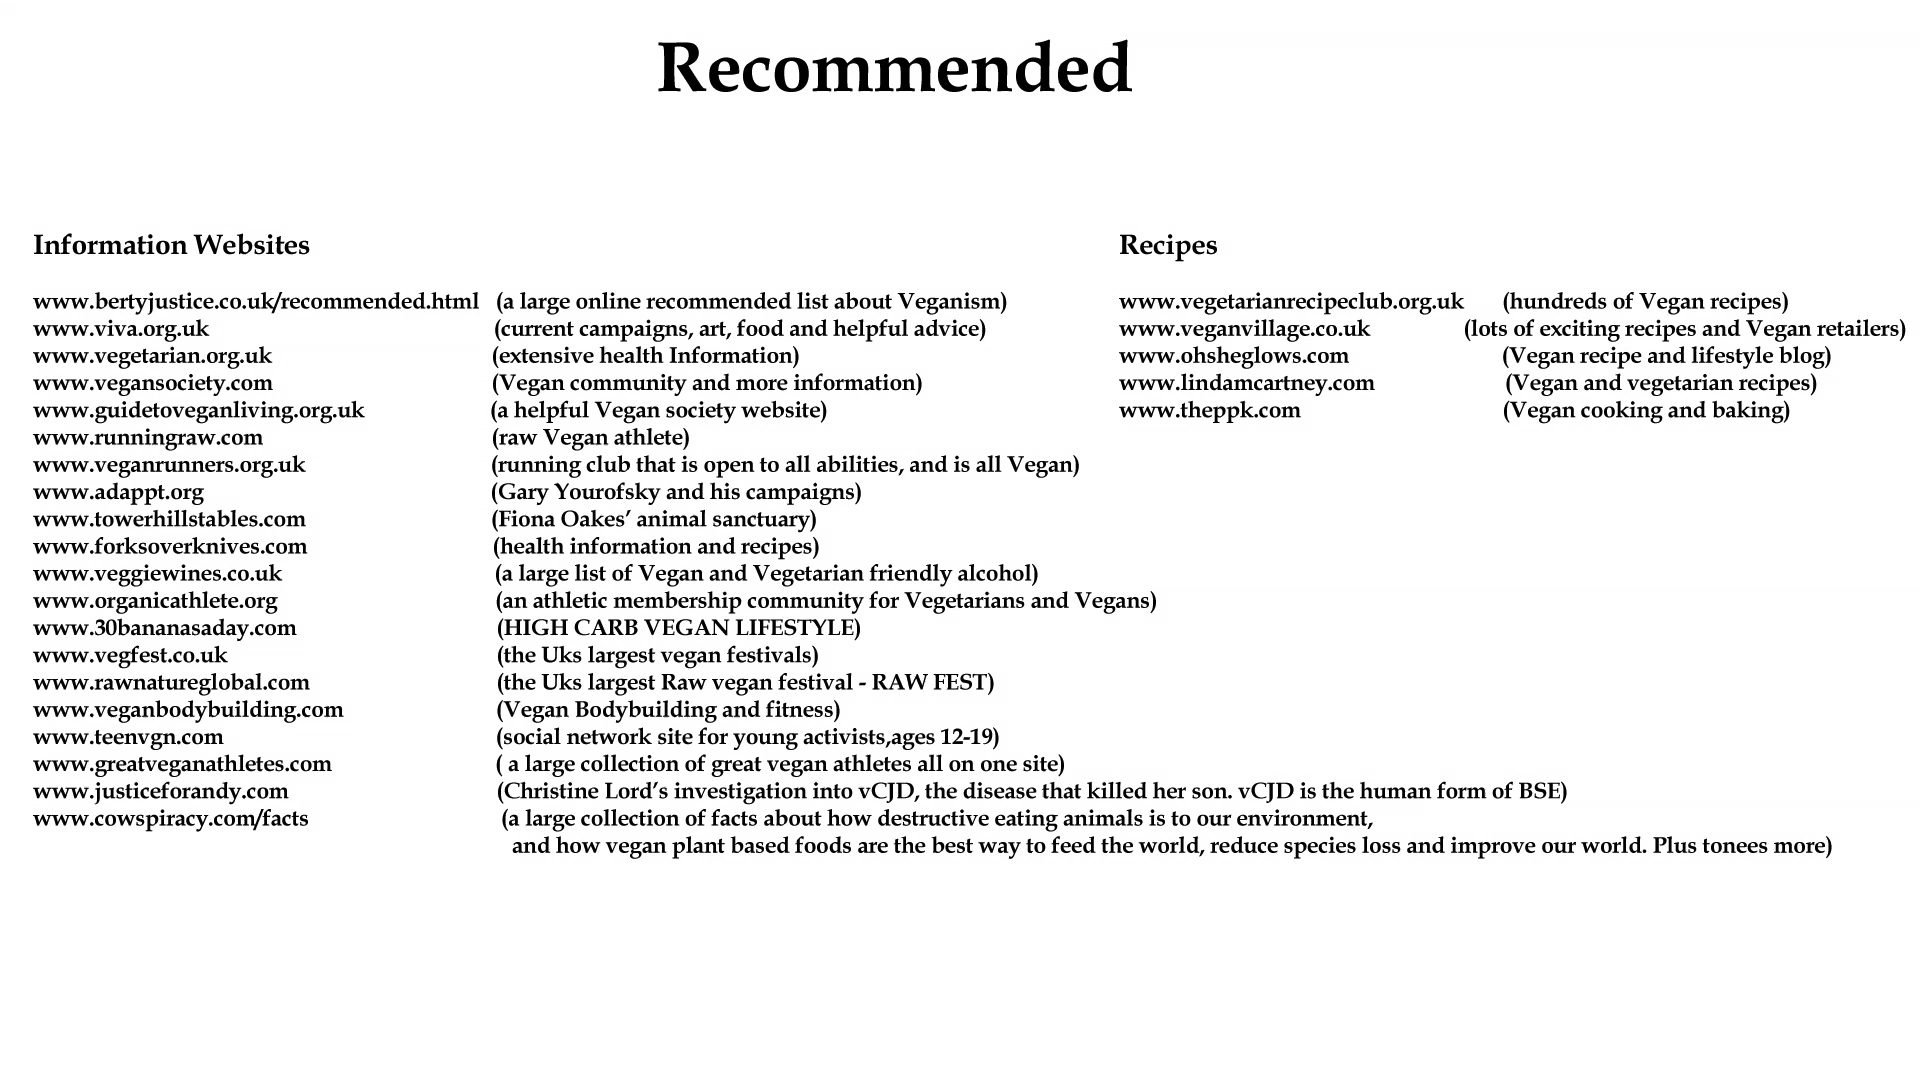 Recommended
Information Websites
www.bertyjustice.co.uk/recommended.html (a large online recommended list about Veganism)
www.viva.org.uk (current campaigns, art, food and helpful advice)
www.vegetarian.org.uk (extensive health Information)
www.vegansociety.com (Vegan community and more information)
www.guidetoveganliving.org.uk (a helpful Vegan society website)
www.runningraw.com (raw Vegan athlete)
www.veganrunners.org.uk (running club that is open to all abilities, and is all Vegan)
www.adappt.org (Gary Yourofsky and his campaigns)
www.towerhillstables.com (Fiona Oakes’ animal sanctuary)
www.forksoverknives.com (health information and recipes)
www.veggiewines.co.uk (a large list of Vegan and Vegetarian friendly alcohol)
www.organicathlete.org (an athletic membership community for Vegetarians and Vegans)
www.30bananasaday.com (HIGH CARB VEGAN LIFESTYLE)
www.vegfest.co.uk (the Uks largest vegan festivals)
www.rawnatureglobal.com (the Uks largest Raw vegan festival - RAW FEST)
www.veganbodybuilding.com (Vegan Bodybuilding and fitness)
www.teenvgn.com (social network site for young activists,ages 12-19)
www.greatveganathletes.com ( a large collection of great vegan athletes all on one site)
www.justiceforandy.com (Christine Lord’s investigation into vCJD, the disease that killed her son. vCJD is the human form of BSE)
www.cowspiracy.com/facts (a large collection of facts about how destructive eating animals is to our environment,
and how vegan plant based foods are the best way to feed the world, reduce species loss and improve our world. Plus tonees more)
Recipes
www.vegetarianrecipeclub.org.uk (hundreds of Vegan recipes)
www.veganvillage.co.uk (lots of exciting recipes and Vegan retailers)
www.ohsheglows.com (Vegan recipe and lifestyle blog)
www.lindamcartney.com (Vegan and vegetarian recipes)
www.theppk.com (Vegan cooking and baking)